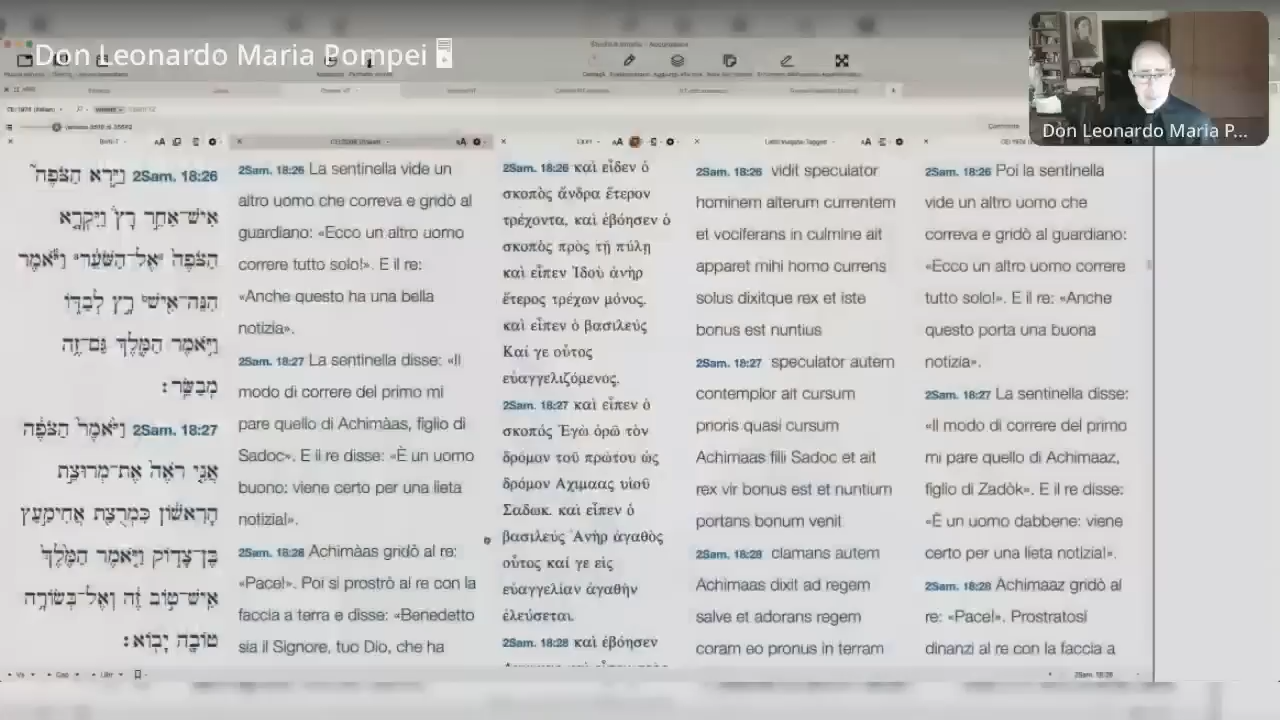 Don Leonardo Maria Pompei
Don Leonardo Maria P...
2Sam. 18:26 וַיַּ֣רְא הַצֹּפֶה֮
אִישׁ־אַחֵ֣ר רָץ֒ וַיִּקְרָ֤א
הַצֹּפֶה֙ אֶל־הַשֹּׁעֵ֔ר וַיֹּ֕אמֶר
הִנֵּה־אִ֖ישׁ רָ֣ץ לְבַדּ֑וֹ
וַיֹּ֥אמֶר הַמֶּ֖לֶךְ גַּם־זֶ֥ה
מְבַשֵּֽׂר׃
2Sam. 18:27 וַיֹּ֙אמֶר֙ הַצֹּפֶ֔ה
אֲנִ֤י רֹאֶה֙ אֶת־מְרוּצַ֣ת
הָרִאשׁ֔וֹן כִּמְרֻצַ֖ת אֲחִימַ֣עַץ
בֶּן־צָד֑וֹק וַיֹּ֤אמֶר הַמֶּ֙לֶךְ֙
אִֽישׁ־ט֣וֹב זֶ֔ה וְאֶל־בְּשׂוֹרָ֥ה
טוֹבָ֖ה יָבֽוֹא׃
2Sam. 18:26 La sentinella vide un
altro uomo che correva e gridò al
guardiano: «Ecco un altro uomo
correre tutto solo!». E il re:
«Anche questo ha una bella
notizia».
2Sam. 18:27 La sentinella disse: «Il
modo di correre del primo mi
pare quello di Achimàas, figlio di
Sadoc». E il re disse: «È un uomo
buono: viene certo per una lieta
notizia!».
2Sam. 18:28 Achimàas gridò al re:
«Pace!». Poi si prostrò al re con la
faccia a terra e disse: «Benedetto
sia il Signore, tuo Dio, che ha
2Sam. 18:26 καὶ εἶδεν ὁ
σκοπὸς ἄνδρα ἕτερον
τρέχοντα, καὶ ἐβόησεν ὁ
σκοπὸς πρὸς τῇ πύλῃ
καὶ εἶπεν Ἰδοὺ ἀνὴρ
ἕτερος τρέχων μόνος.
καὶ εἶπεν ὁ βασιλεύς
Καί γε οὗτος
εὐαγγελιζόμενος.
2Sam. 18:27 καὶ εἶπεν ὁ
σκοπός Ἐγὼ ὁρῶ τὸν
δρόμον τοῦ πρώτου ὡς
δρόμον Αχιμαας υἱοῦ
Σαδωκ. καὶ εἶπεν ὁ
βασιλεύς Ἀνὴρ ἀγαθὸς
οὗτος καί γε εἰς
εὐαγγελίαν ἀγαθὴν
ἐλεύσεται.
2Sam. 18:28 καὶ ἐβόησεν
2Sam. 18:26 vidit speculator
hominem alterum currentem
et vociferans in culmine ait
apparet mihi homo currens
solus dixitque rex et iste
bonus est nuntius
2Sam. 18:27 speculator autem
contemplor ait cursum
prioris quasi cursum
Achimaas filii Sadoc et ait
rex vir bonus est et nuntium
portans bonum venit
2Sam. 18:28 clamans autem
Achimaas dixit ad regem
salve et adorans regem
coram eo pronus in terram
2Sam. 18:26 Poi la sentinella
vide un altro uomo che
correva e gridò al guardiano:
«Ecco un altro uomo correre
tutto solo!». E il re: «Anche
questo porta una buona
notizia».
2Sam. 18:27 La sentinella disse:
«Il modo di correre del primo
mi pare quello di Achimaaz,
figlio di Zadòk». E il re disse:
«È un uomo dabbene: viene
certo per una lieta notizia!».
2Sam. 18:28 Achimaaz gridò al
re: «Pace!». Prostratosi
dinanzi al re con la faccia a
2Sam. 18:28